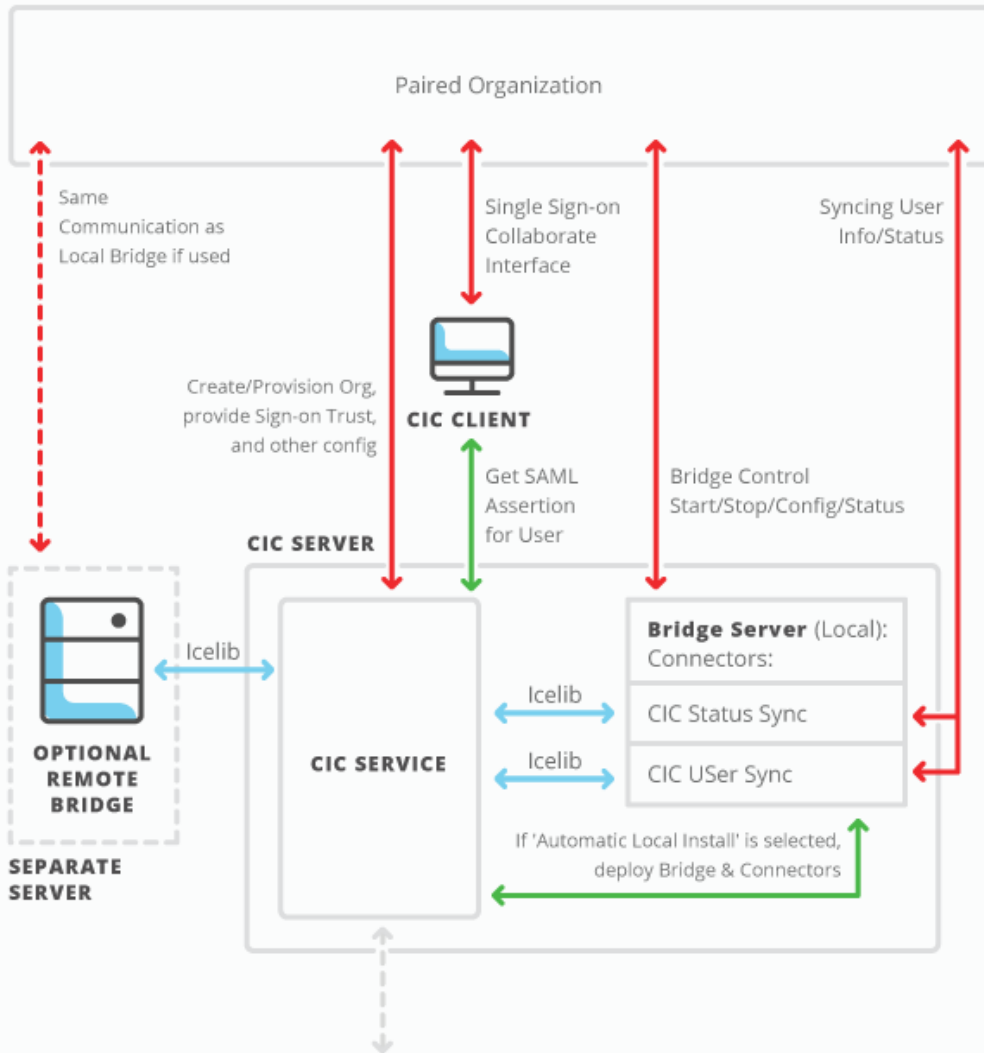 Paired Organization
Same
Communication as
Local Bridge if used
Single Sign-on
Collaborate
Interface
Syncing User
Info/Status
Create/Provision Org,
provide Sign-on Trust,
and other config
CIC CLIENT
Get SAML
Assertion
for User
Bridge Control
Start/Stop/Config/Status
CIC SERVER
Icelib
OPTIONAL
REMOTE
BRIDGE
SEPARATE
SERVER
CIC SERVICE
Icelib
Icelib
Bridge Server (Local):
Connectors:
CIC Status Sync
CIC USer Sync
If 'Automatic Local Install' is selected,
deploy Bridge & Connectors